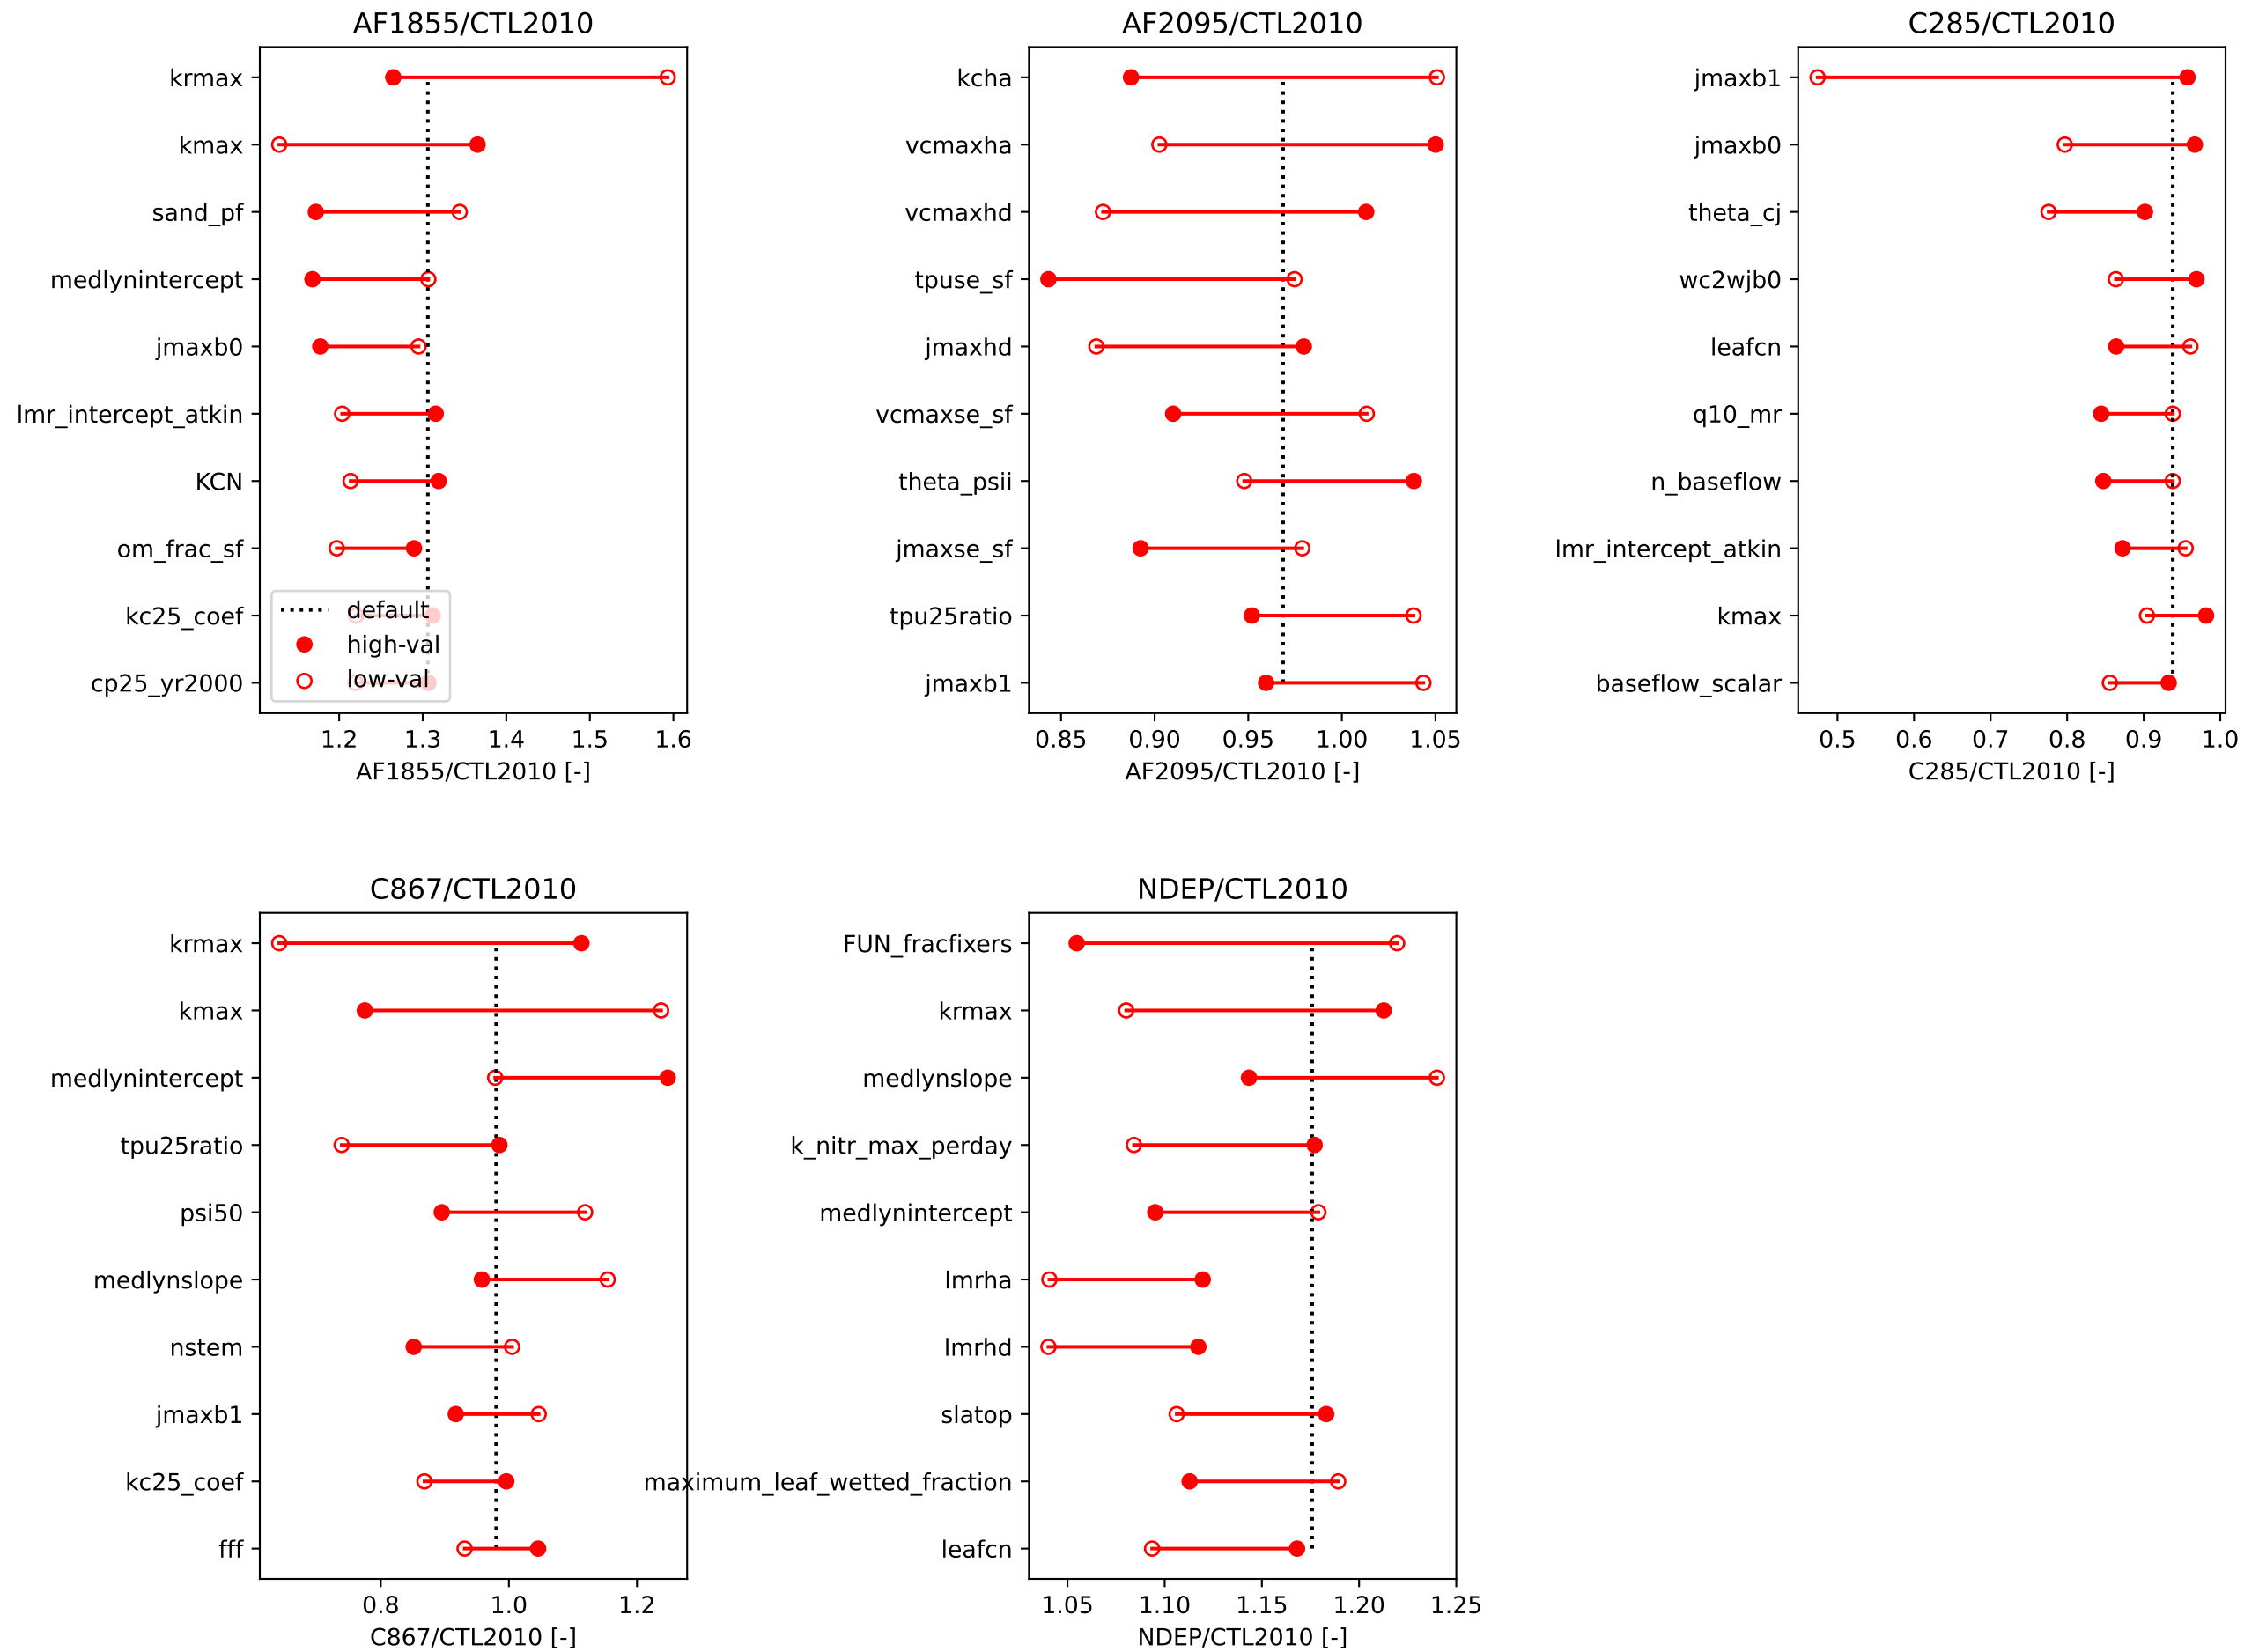 AF1855/CTL2010
krmax
kmax
sand_pf
medlynintercept
jmaxb0
lmr_intercept_atkin
KCN
om_frac_sf
kc25_coef
cp25_yr2000
default
high-val
low-val
1.2 1.3 1.4 1.5 1.6
AF1855/CTL2010 [-]
AF2095/CTL2010
kcha
vcmaxha
vcmaxhd
tpuse_sf
jmaxhd
vcmaxse_sf
theta_psii
jmaxse_sf
tpu25ratio
jmaxb1
0.85 0.90 0.95 1.00 1.05
AF2095/CTL2010 [-]
C285/CTL2010
jmaxb1
jmaxb0
theta_cj
wc2wjb0
leafcn
q10_mr
n_baseflow
lmr_intercept_atkin
kmax
baseflow_scalar
0.5 0.6 0.7 0.8 0.9 1.0
C285/CTL2010 [-]
C867/CTL2010
krmax
kmax
medlynintercept
tpu25ratio
psi50
medlynslope
nstem
jmaxb1
kc25_coef
fff
0.8 1.0 1.2
C867/CTL2010 [-]
NDEP/CTL2010
FUN_fracfixers
krmax
medlynslope
k_nitr_max_perday
medlynintercept
lmrha
lmrhd
slatop
maximum_leaf_wetted_fraction
leafcn
1.05 1.10 1.15 1.20 1.25
NDEP/CTL2010 [-]